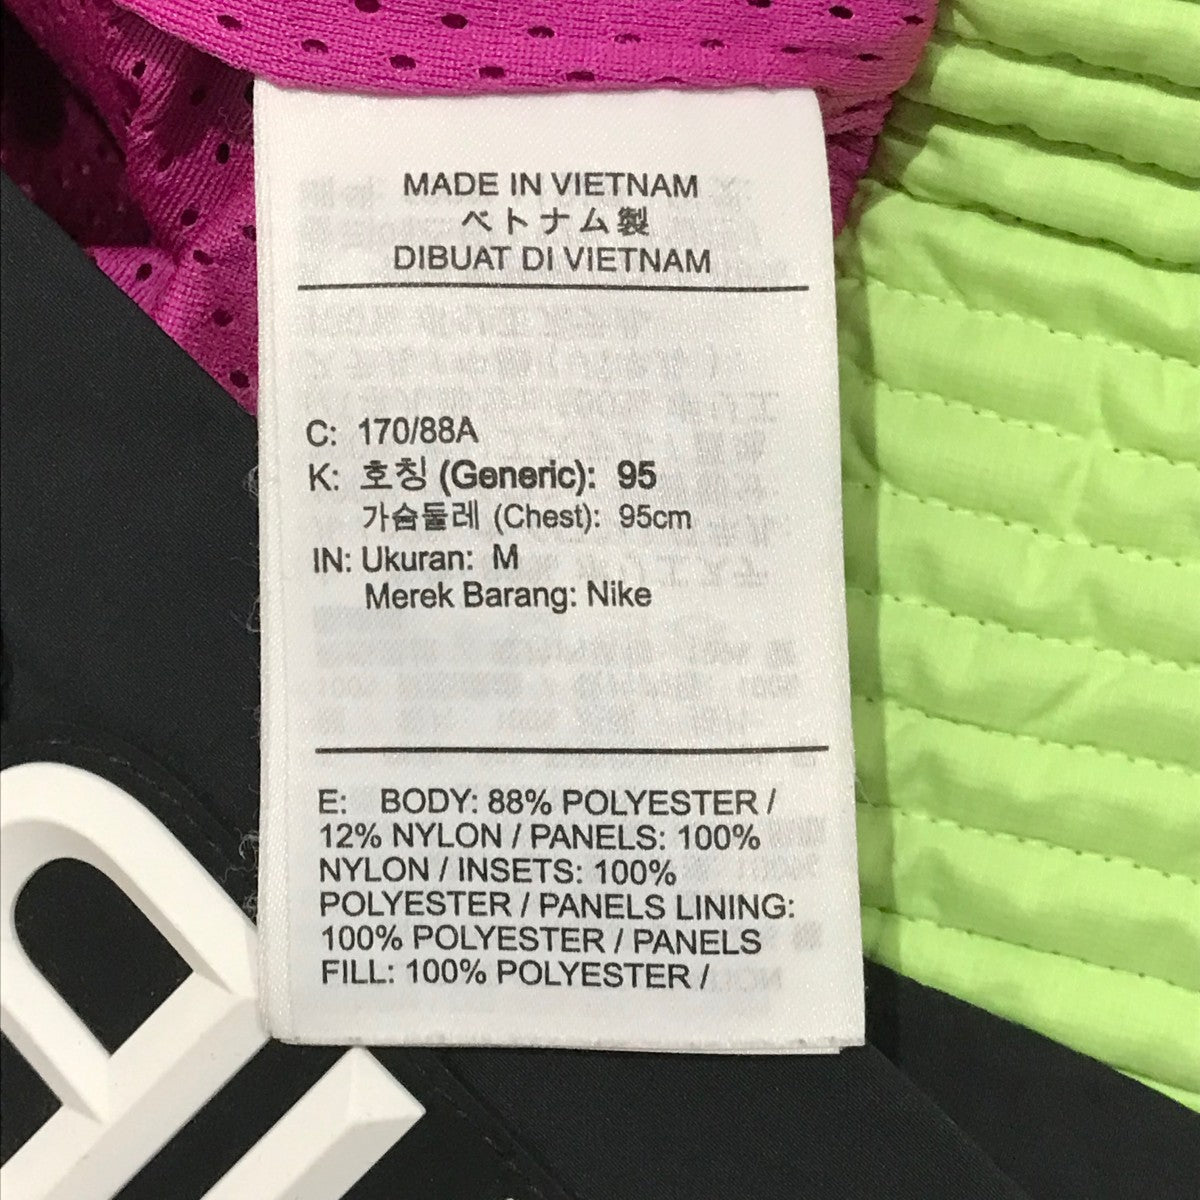 MADE IN VIETNAM
ベトナム製
DIBUAT DI VIETNAM
C: 170/88A
K: 호칭 (Generic): 95
가슴둘레 (Chest): 95cm
IN: Ukuran: M
Merek Barang: Nike
E: BODY: 88% POLYESTER /
12% NYLON / PANELS: 100%
NYLON / INSETS: 100%
POLYESTER / PANELS LINING:
100% POLYESTER / PANELS
FILL: 100% POLYESTER /